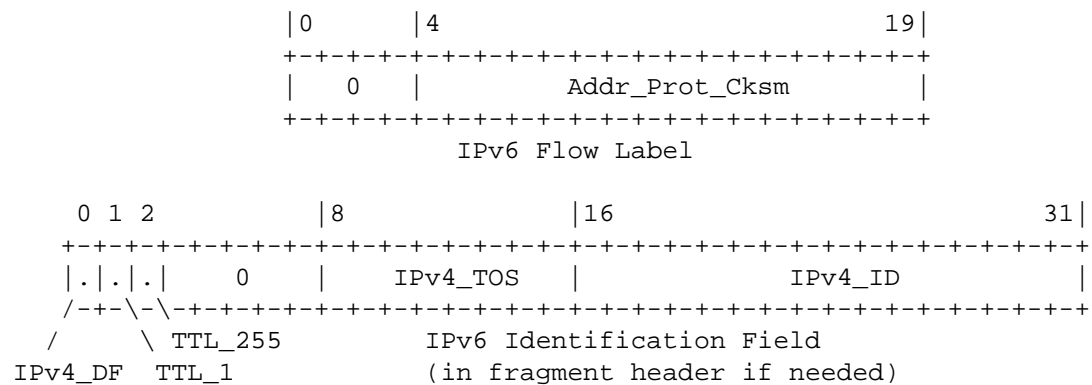 |0      |4                          19|
+-+-+-+-+-+-+-+-+-+-+-+-+-+-+-+-+-+-+-+-+
|   0   |         Addr_Prot_Cksm        |
+-+-+-+-+-+-+-+-+-+-+-+-+-+-+-+-+-+-+-+-+
IPv6 Flow Label
0 1 2           |8              |16                           31|
+-+-+-+-+-+-+-+-+-+-+-+-+-+-+-+-+-+-+-+-+-+-+-+-+-+-+-+-+-+-+-+-+
|.|.|.|    0    |    IPv4_TOS   |             IPv4_ID           |
/-+-\-\-+-+-+-+-+-+-+-+-+-+-+-+-+-+-+-+-+-+-+-+-+-+-+-+-+-+-+-+-+
/     \ TTL_255         IPv6 Identification Field
IPv4_DF  TTL_1            (in fragment header if needed)